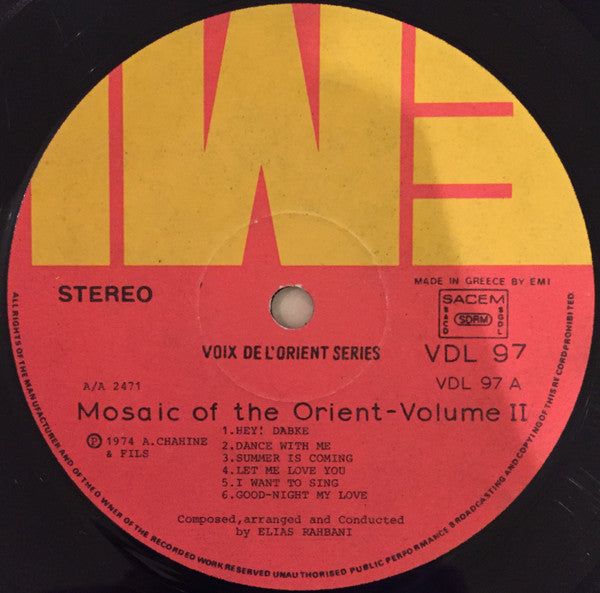 IWE
STEREO
MADE IN GREECE BY EMI
SACEM
SACD
SDRM
SGDL
VOIX DE L'ORIENT SERIES
VDL 97
A/A 2471
VDL 97 A
Mosaic of the Orient-Volume II
Ⓟ 1974 A.CHAHINE
& FILS
1.HEY! DABKE
2.DANCE WITH ME
3.SUMMER IS COMING
4.LET ME LOVE YOU
5.I WANT TO SING
6.GOOD-NIGHT MY LOVE
Composed,arranged and Conducted
by ELIAS RAHBANI
ALL RIGHTS OF THE MANUFACTURER AND OF THE OWNER OF THE RECORDED WORK RESERVED UNAUTHORISED PUBLIC PERFORMANCE BROADCASTING AND COPYING OF THIS RECORD PROHIBITED.